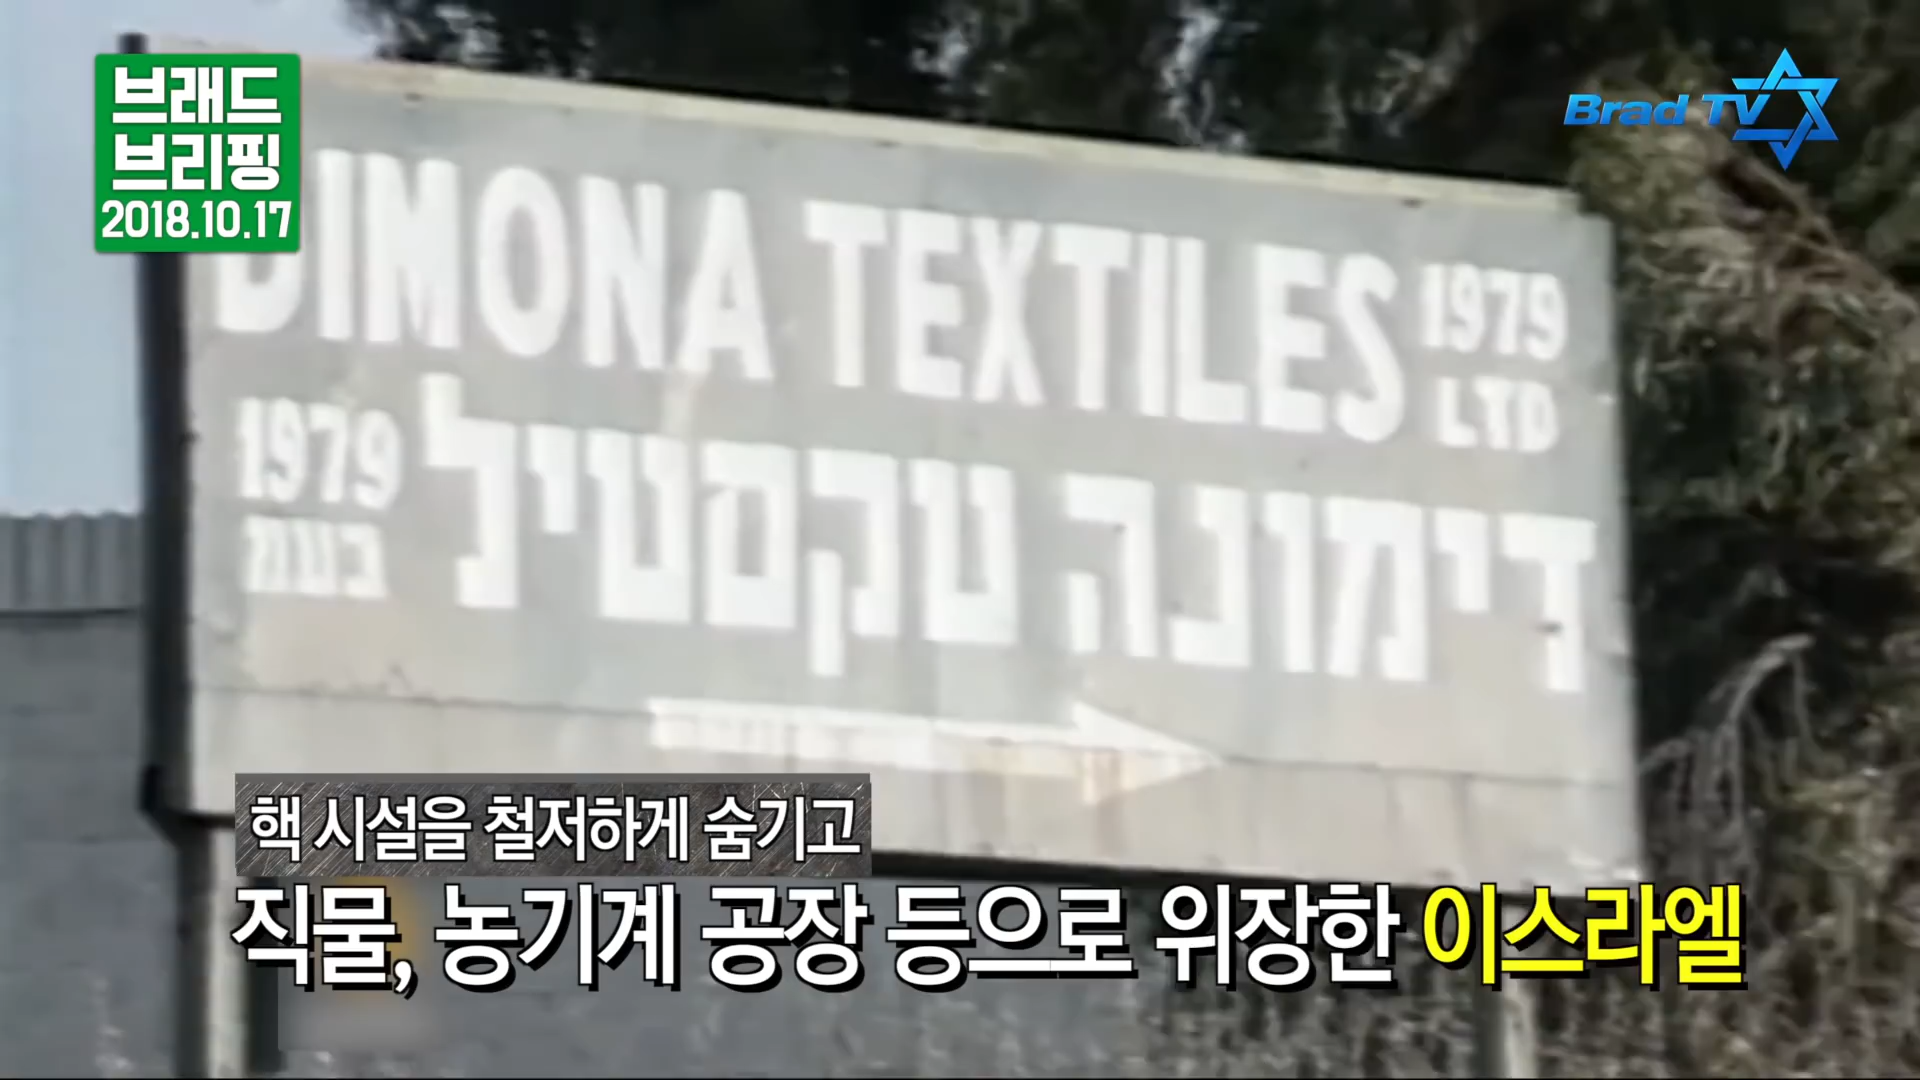 브래드
브리핑
2018.10.17
Brad TV
DIMONA TEXTILES 1979
LTD
דימונה טקסטיל 1979
בעמ
핵 시설을 철저하게 숨기고
직물, 농기계 공장 등으로 위장한 이스라엘